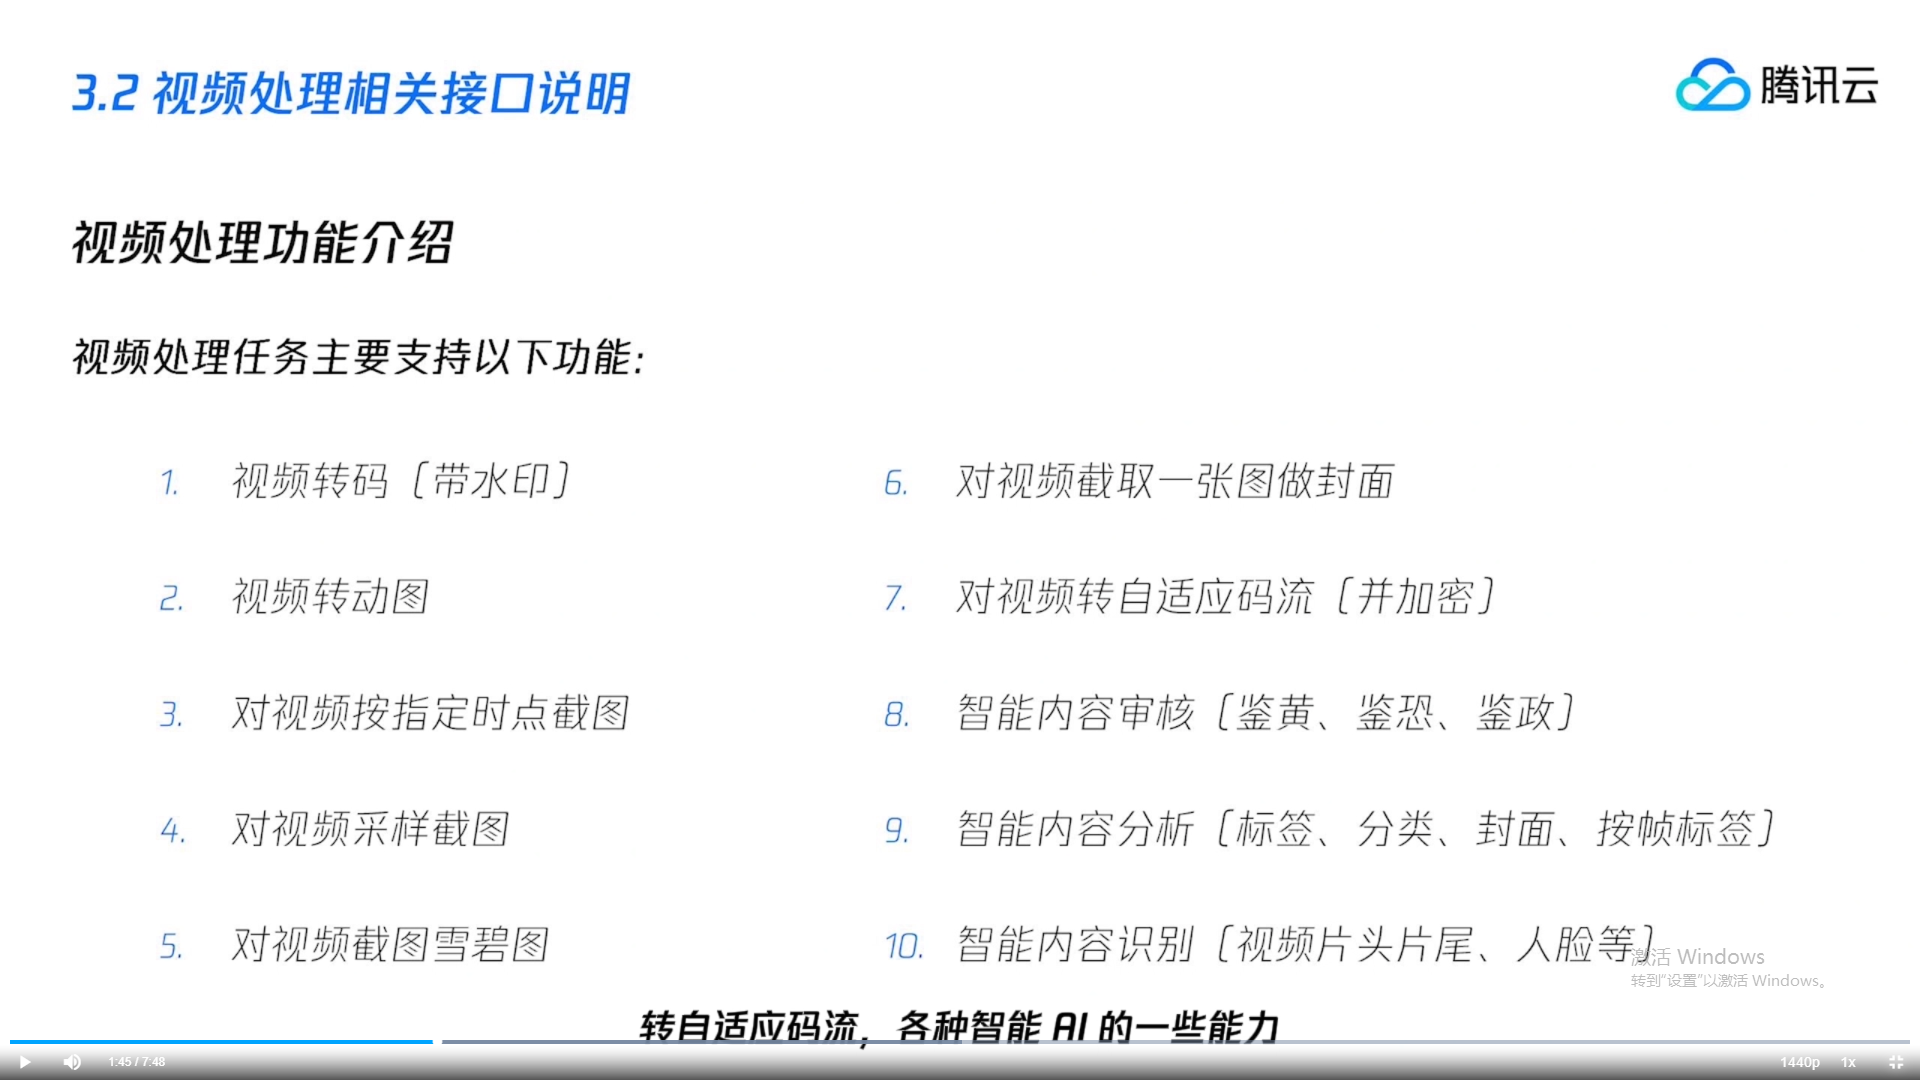 3.2 视频处理相关接口说明
腾讯云
视频处理功能介绍
视频处理任务主要支持以下功能:
1. 视频转码（带水印）
2. 视频转动图
3. 对视频按指定时点截图
4. 对视频采样截图
5. 对视频截图雪碧图
6. 对视频截取一张图做封面
7. 对视频转自适应码流（并加密）
8. 智能内容审核（鉴黄、鉴恐、鉴政）
9. 智能内容分析（标签、分类、封面、按帧标签）
10. 智能内容识别（视频片头片尾、人脸等）
激活 Windows
转到“设置”以激活 Windows。
转自适应码流，各种智能 AI 的一些能力
1:45 / 7:48
1440p 1x